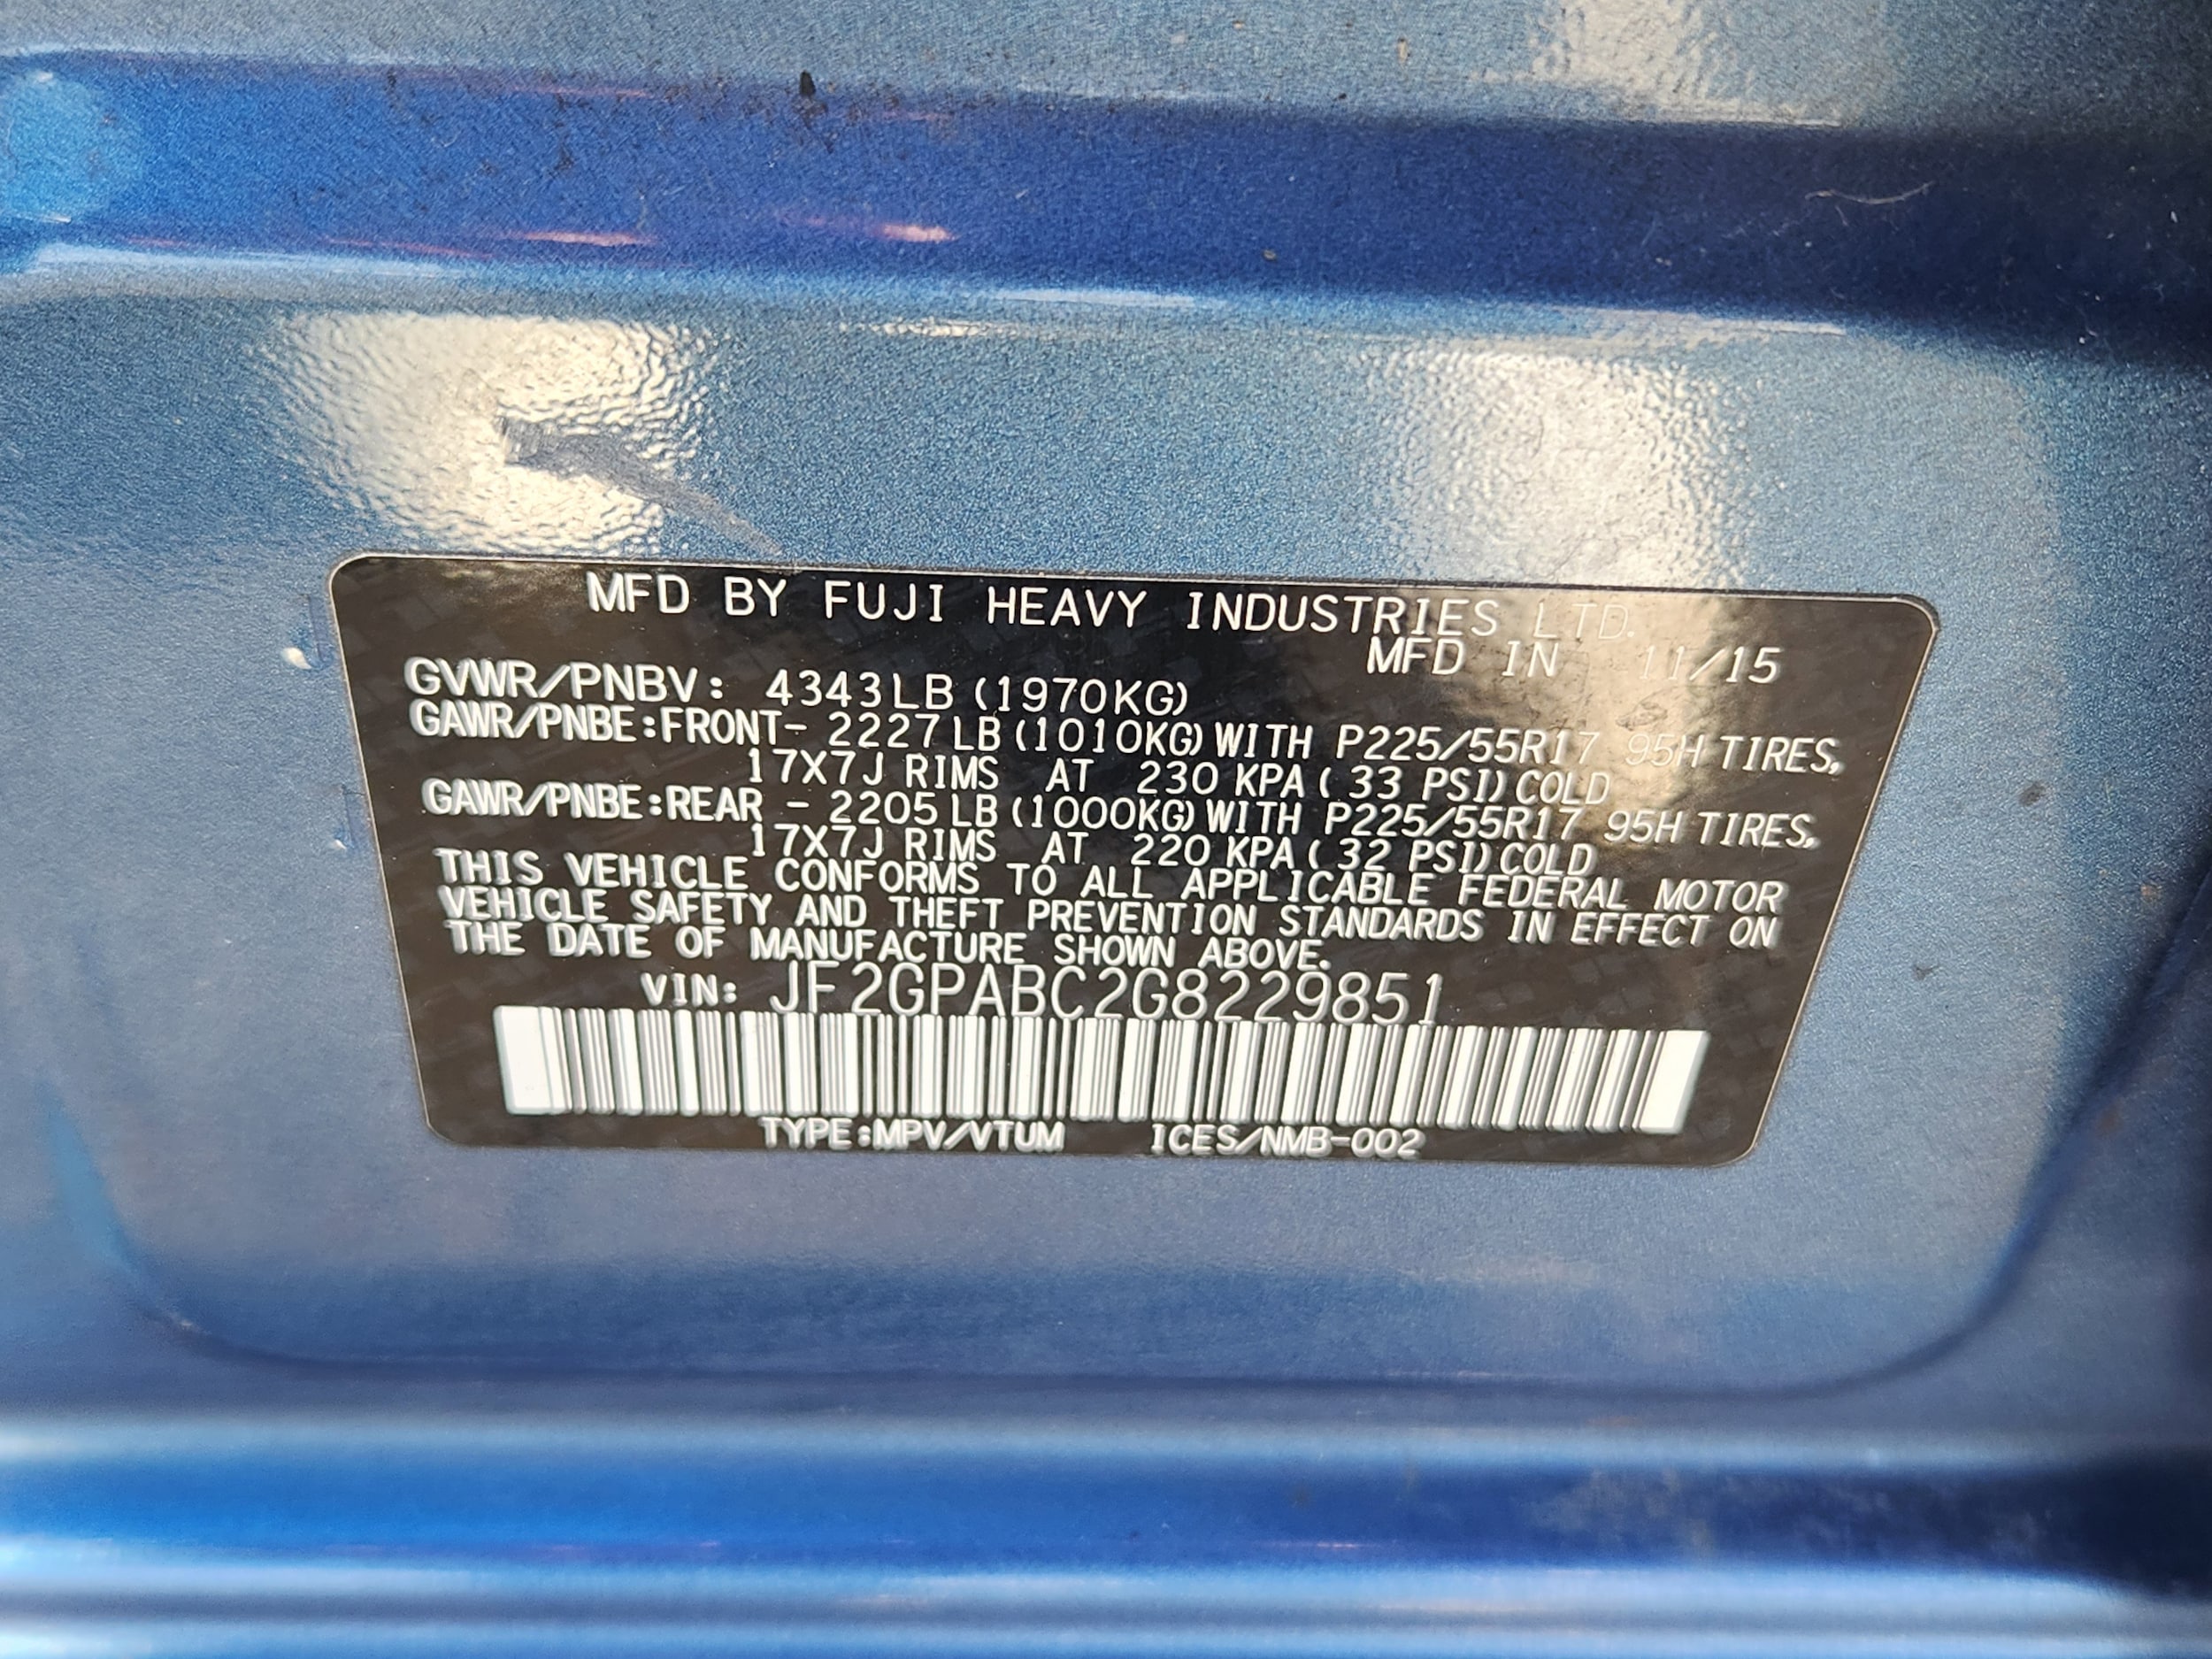 MFD BY FUJI HEAVY INDUSTRIES LTD.
MFD IN 11/15
GVWR/PNBV: 4343LB (1970KG)
GAWR/PNBE:FRONT- 2227LB (1010KG) WITH P225/55R17 95H TIRES,
17X7J RIMS AT 230 KPA ( 33 PSI) COLD
GAWR/PNBE:REAR - 2205LB (1000KG) WITH P225/55R17 95H TIRES,
17X7J RIMS AT 220 KPA ( 32 PSI) COLD
THIS VEHICLE CONFORMS TO ALL APPLICABLE FEDERAL MOTOR
VEHICLE SAFETY AND THEFT PREVENTION STANDARDS IN EFFECT ON
THE DATE OF MANUFACTURE SHOWN ABOVE.
VIN: JF2GPABC2G8229851
TYPE:MPV/VTUM ICES/NMB-002